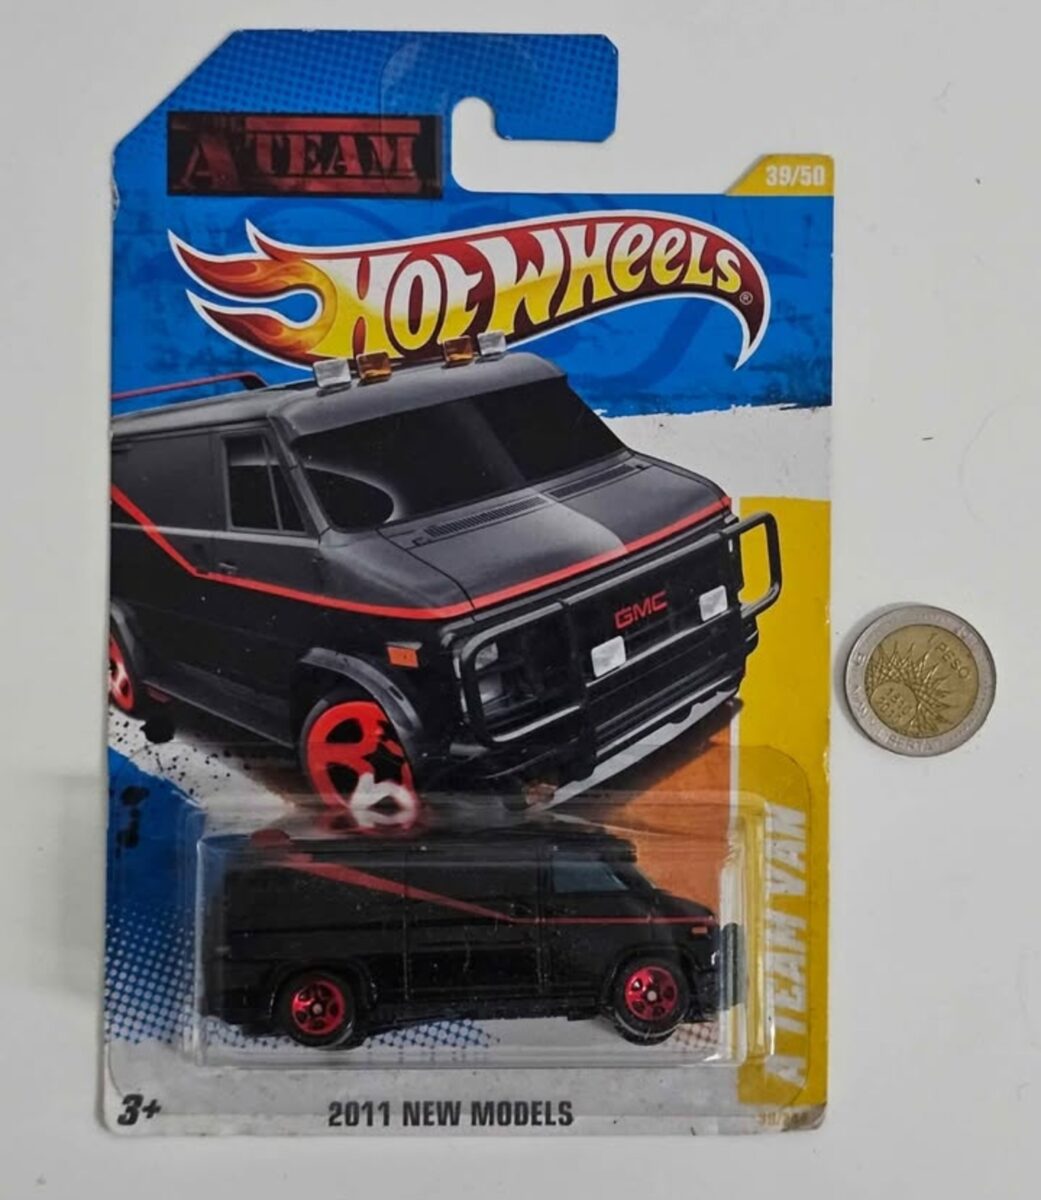 A TEAM
39/50
HOT WHEELS®
GMC
1 PESO
A TEAM VAN
3+
2011 NEW MODELS